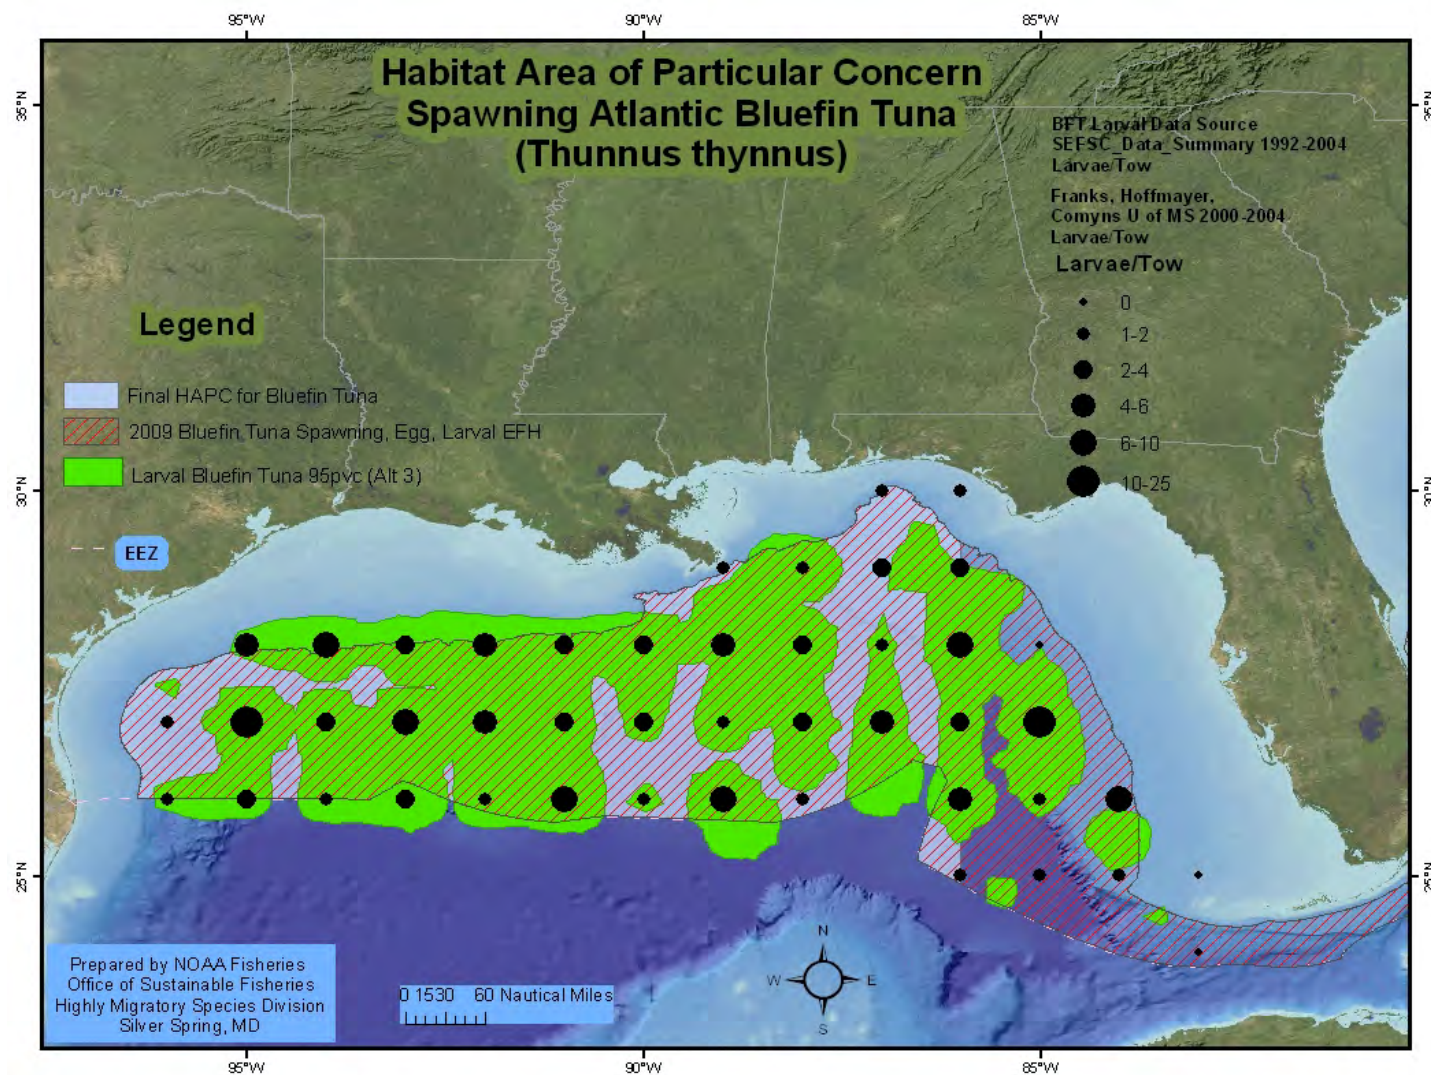 95°W
90°W
85°W
Habitat Area of Particular Concern
Spawning Atlantic Bluefin Tuna
(Thunnus thynnus)
35°N
35°N
BFT Larval Data Source
SEFSC_Data_Summary 1992-2004
Larvae/Tow
Franks, Hoffmayer,
Comyns U of MS 2000-2004
Larvae/Tow
Larvae/Tow
0
1-2
2-4
4-6
6-10
10-25
Legend
Final HAPC for Bluefin Tuna
2009 Bluefin Tuna Spawning, Egg, Larval EFH
Larval Bluefin Tuna 95pvc (Alt 3)
EEZ
30°N
30°N
25°N
25°N
Prepared by NOAA Fisheries
Office of Sustainable Fisheries
Highly Migratory Species Division
Silver Spring, MD
0 1530 60 Nautical Miles
N
W E
S
95°W
90°W
85°W